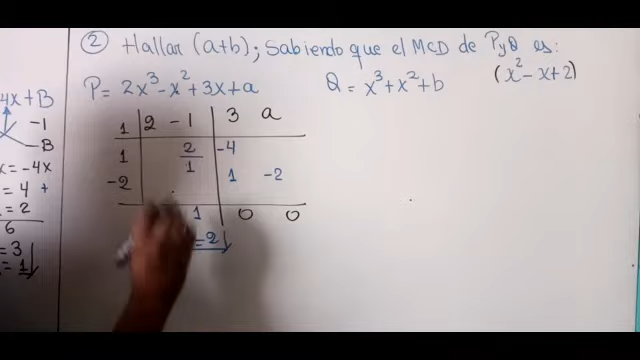 ② Hallar (a+b); Sabiendo que el MCD de P y Q es:
(x² - x + 2)
P = 2x³ - x² + 3x + a
Q = x³ + x² + b
4x + B
-1
-B
x = -4x
= 4 +
= 2
6
= 3
= 1
1 2 -1 3 a
1 2 -4
-2 1 1 -2
1 0 0
= 2